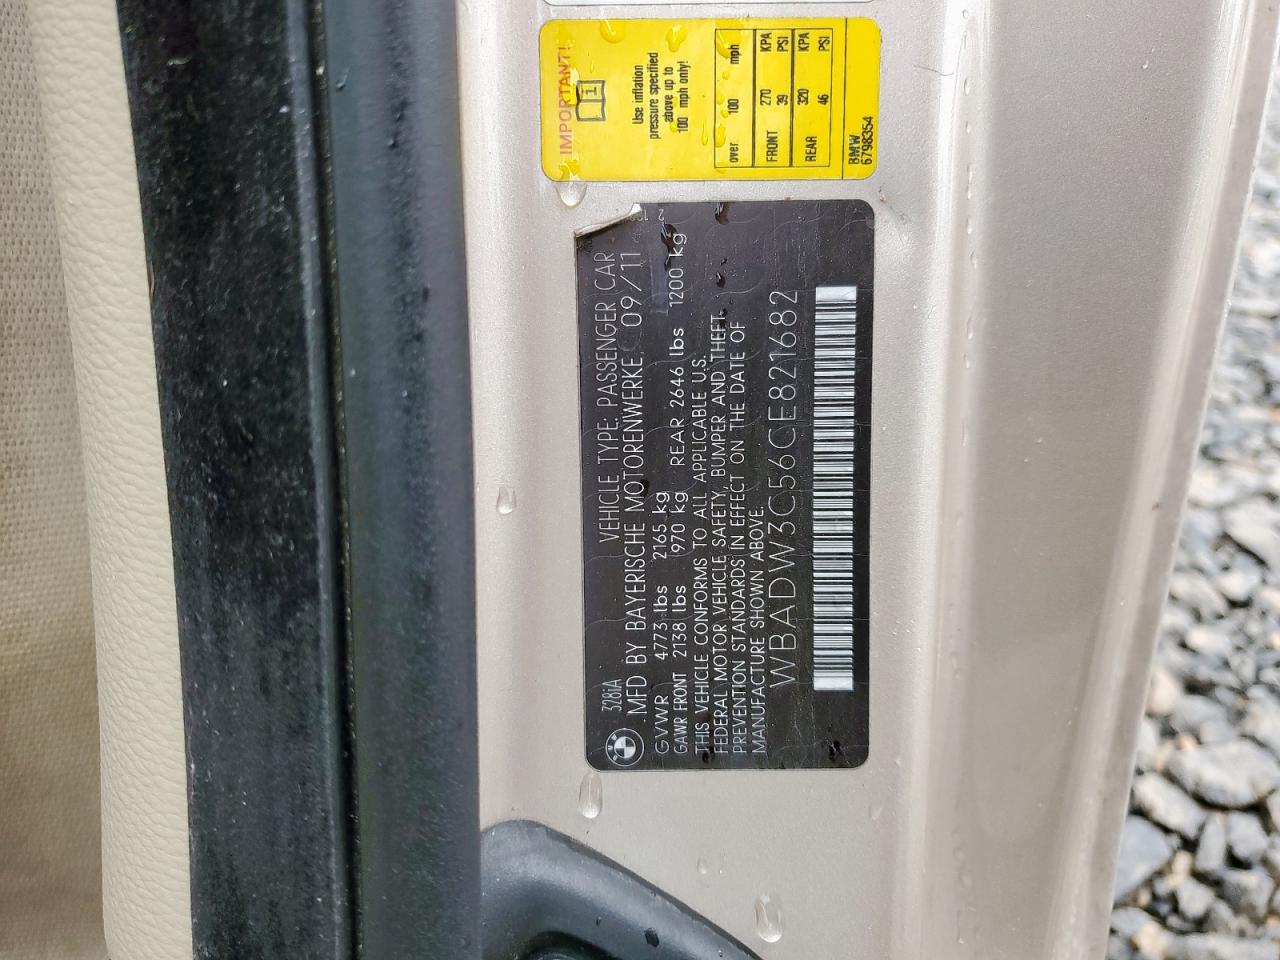 IMPORTANT!
i
Use inflation
pressure specified
above up to
100 mph only!
over 100 mph
FRONT 270 KPA
39 PSI
REAR 320 KPA
46 PSI
BMW
6798354
328iA VEHICLE TYPE: PASSENGER CAR
MFD BY BAYERISCHE MOTORENWERKE, 09/11
GVWR 4773 lbs 2165 kg
GAWR FRONT 2138 lbs 970 kg REAR 2646 lbs 1200 kg
THIS VEHICLE CONFORMS TO ALL APPLICABLE U.S.
FEDERAL MOTOR VEHICLE SAFETY, BUMPER AND THEFT
PREVENTION STANDARDS IN EFFECT ON THE DATE OF
MANUFACTURE SHOWN ABOVE.
WBADW3C56CE821682